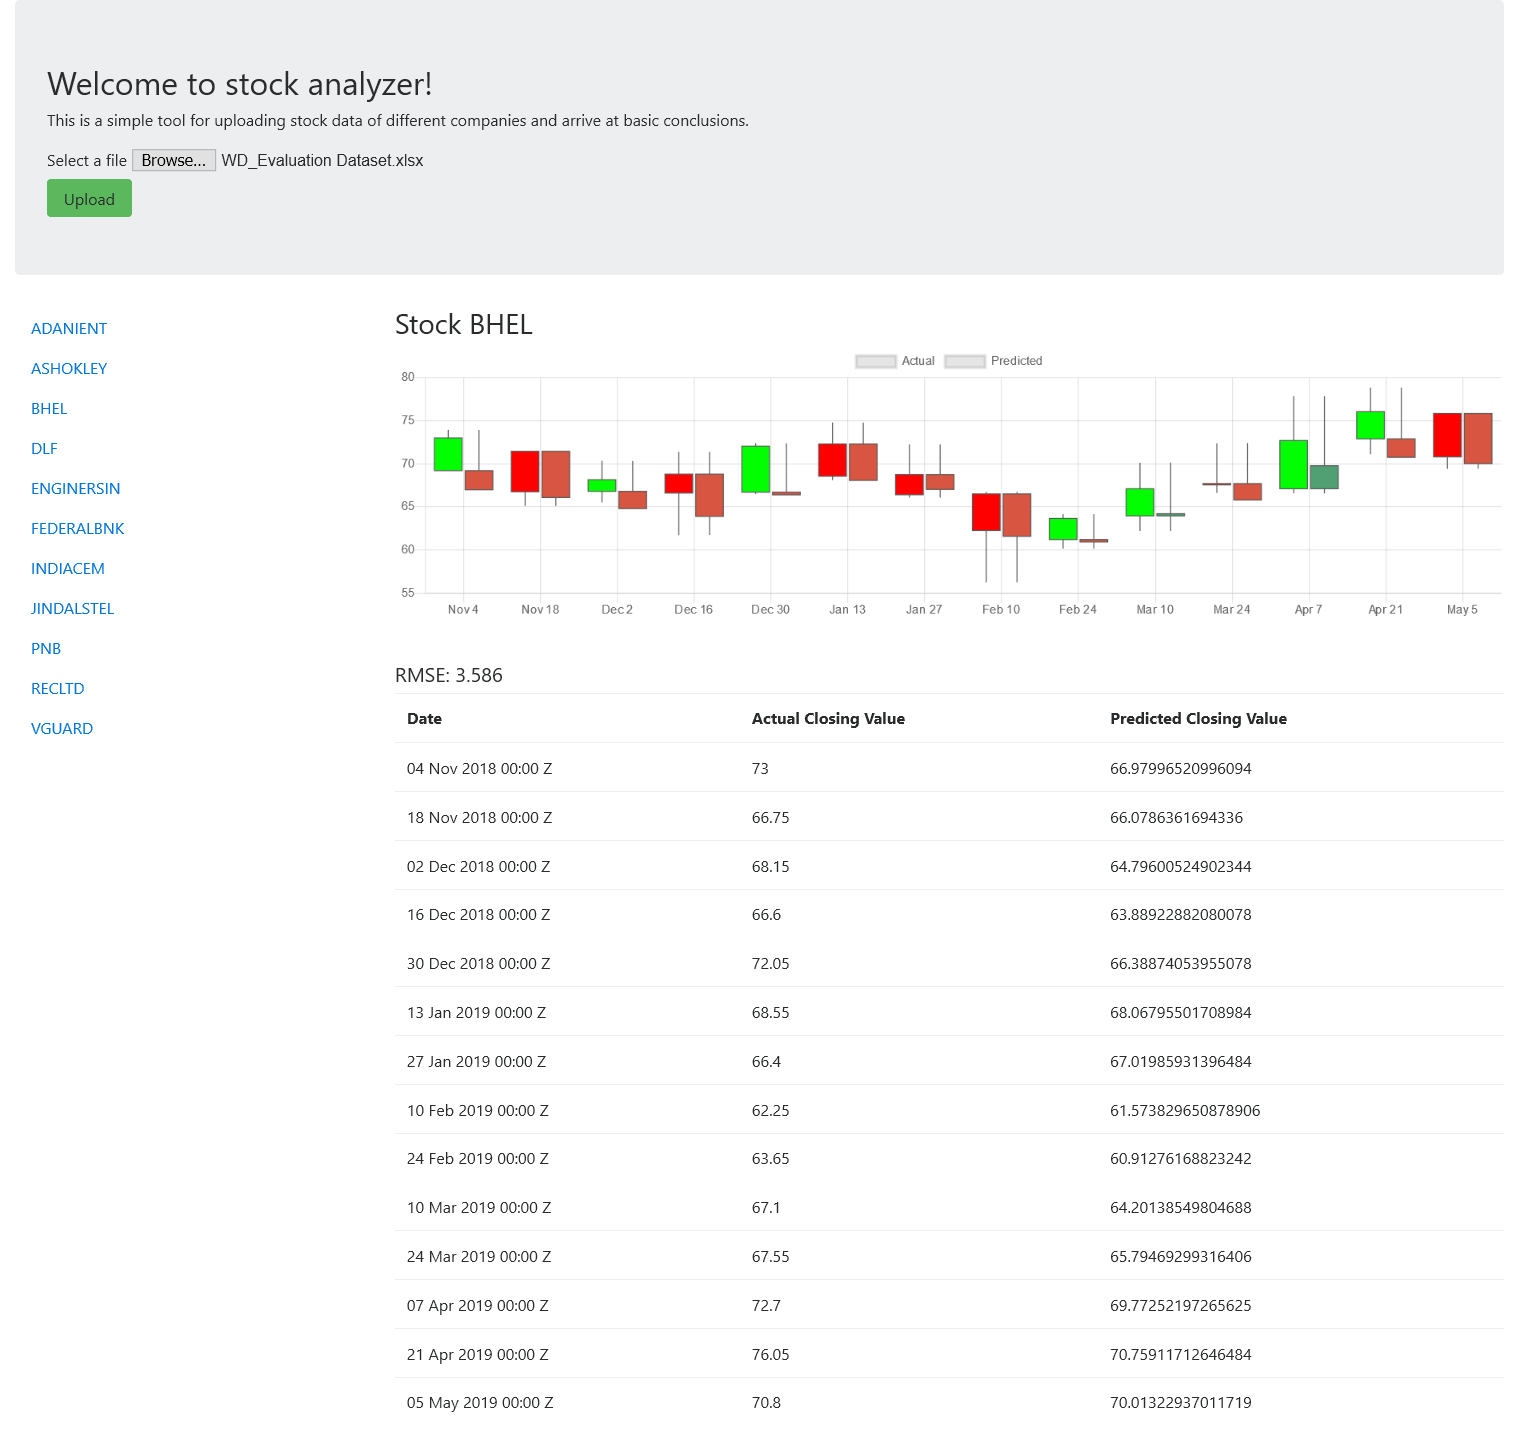 Welcome to stock analyzer!
This is a simple tool for uploading stock data of different companies and arrive at basic conclusions.
Select a file Browse... WD_Evaluation Dataset.xlsx
Upload
ADANIENT
ASHOKLEY
BHEL
DLF
ENGINERSIN
FEDERALBNK
INDIACEM
JINDALSTEL
PNB
RECLTD
VGUARD
Stock BHEL
Actual Predicted
80
75
70
65
60
55
Nov 4 Nov 18 Dec 2 Dec 16 Dec 30 Jan 13 Jan 27 Feb 10 Feb 24 Mar 10 Mar 24 Apr 7 Apr 21 May 5
RMSE: 3.586
Date Actual Closing Value Predicted Closing Value
04 Nov 2018 00:00 Z 73 66.97996520996094
18 Nov 2018 00:00 Z 66.75 66.0786361694336
02 Dec 2018 00:00 Z 68.15 64.79600524902344
16 Dec 2018 00:00 Z 66.6 63.88922882080078
30 Dec 2018 00:00 Z 72.05 66.38874053955078
13 Jan 2019 00:00 Z 68.55 68.06795501708984
27 Jan 2019 00:00 Z 66.4 67.01985931396484
10 Feb 2019 00:00 Z 62.25 61.573829650878906
24 Feb 2019 00:00 Z 63.65 60.91276168823242
10 Mar 2019 00:00 Z 67.1 64.20138549804688
24 Mar 2019 00:00 Z 67.55 65.79469299316406
07 Apr 2019 00:00 Z 72.7 69.77252197265625
21 Apr 2019 00:00 Z 76.05 70.75911712646484
05 May 2019 00:00 Z 70.8 70.01322937011719